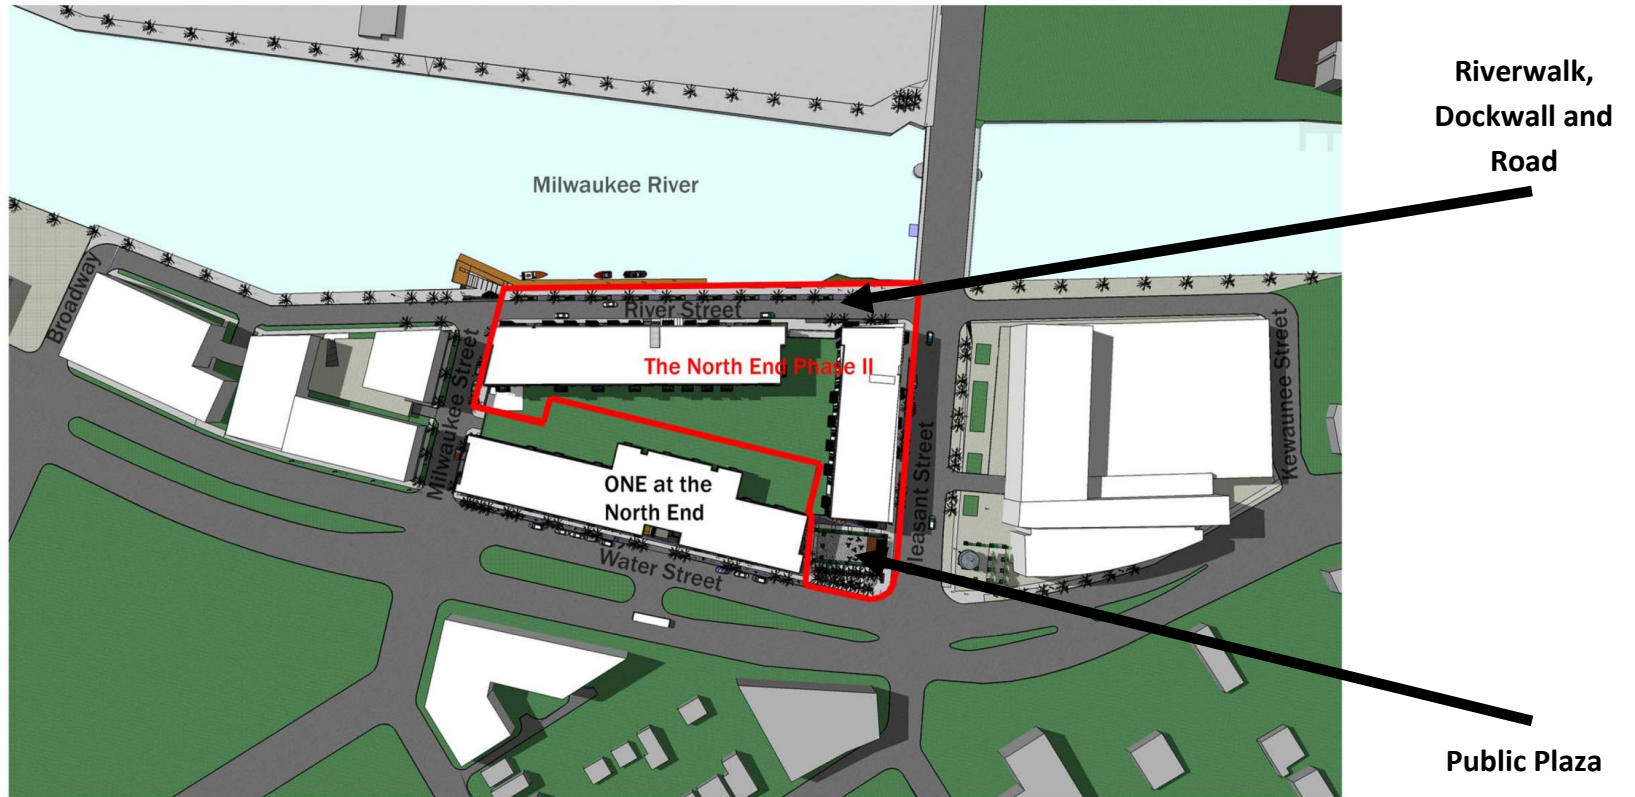 Riverwalk,
Dockwall and
Road
Milwaukee River
Broadway
River Street
Milwaukee Street
The North End Phase II
Kewaunee Street
Pleasant Street
ONE at the
North End
Water Street
Public Plaza